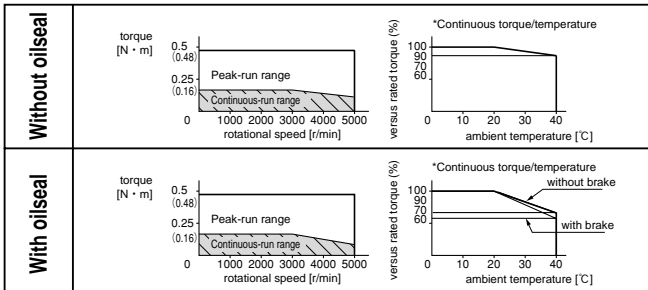 Without oilseal
torque
[N・m]
0.5
(0.48)
0.25
(0.16)
0
Peak-run range
Continuous-run range
1000 2000 3000 4000 5000
rotational speed [r/min]
*Continuous torque/temperature
versus rated torque (%)
100
90
70
60
0
10 20 30 40
ambient temperature [℃]
With oilseal
torque
[N・m]
0.5
(0.48)
0.25
(0.16)
0
Peak-run range
Continuous-run range
1000 2000 3000 4000 5000
rotational speed [r/min]
*Continuous torque/temperature
versus rated torque (%)
without brake
100
90
70
60
with brake
0
10 20 30 40
ambient temperature [℃]